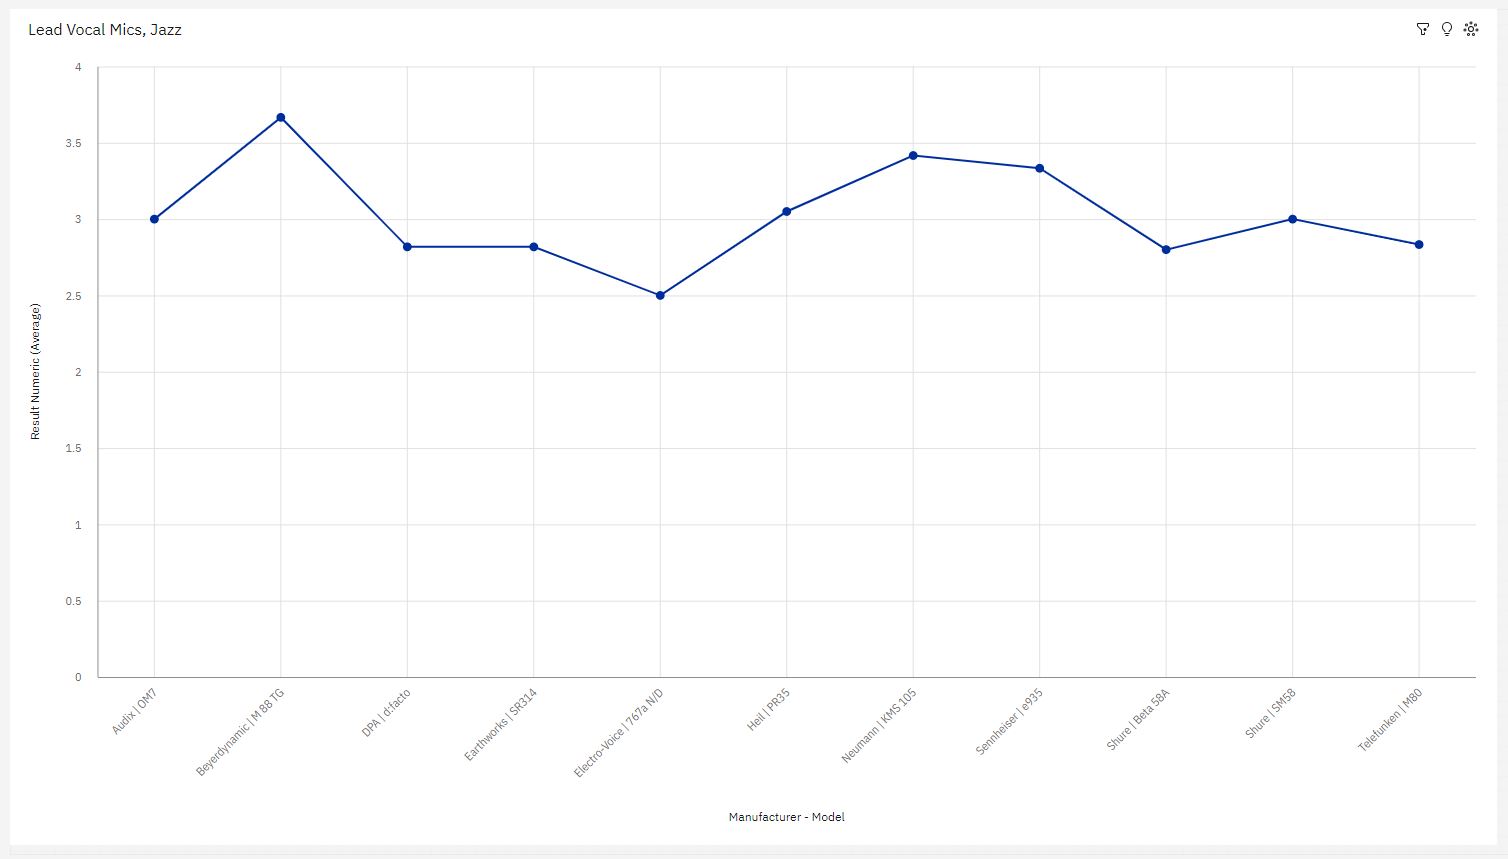 Lead Vocal Mics, Jazz
4
3.5
3
2.5
2
1.5
1
0.5
0
Result Numeric (Average)
Audix | OM7
Beyerdynamic | M 88 TG
DPA | d:facto
Earthworks | SR314
Electro-Voice | 767a N/D
Heil | PR35
Neumann | KMS 105
Sennheiser | e935
Shure | Beta 58A
Shure | SM58
Telefunken | M80
Manufacturer - Model